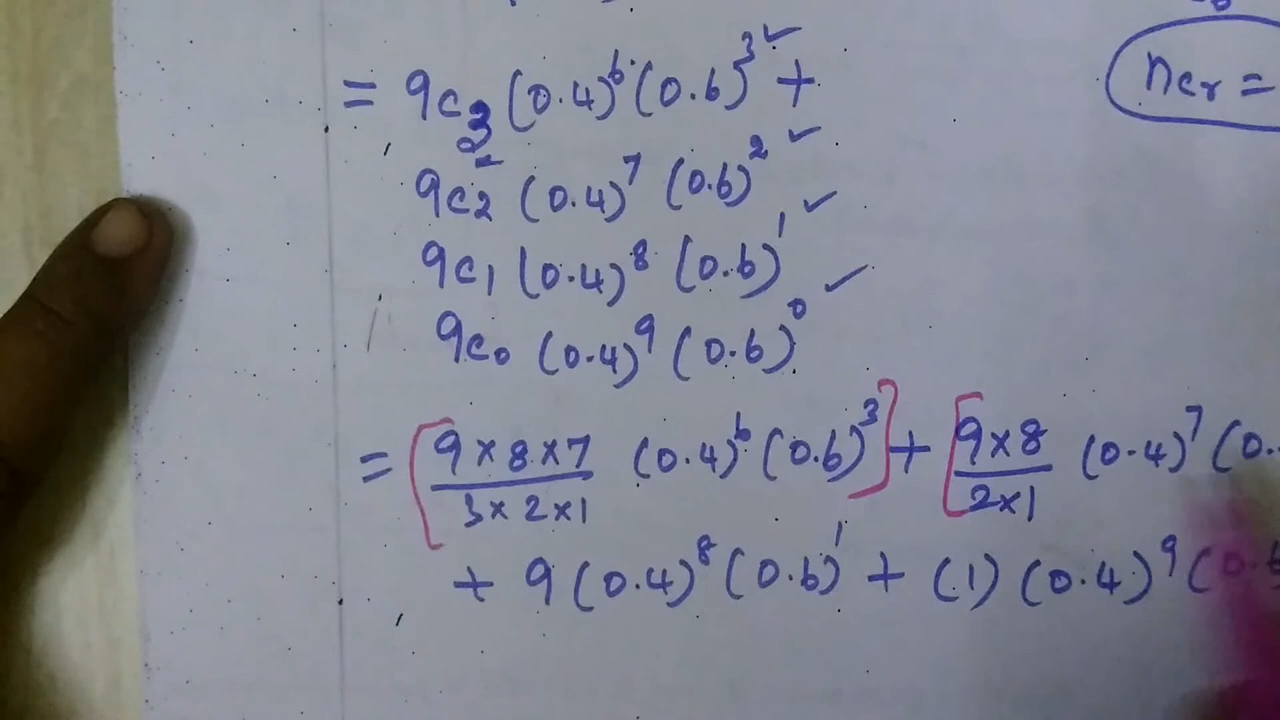 = 9c3 (0.4)^6 (0.6)^3 ✓ +
nCr =
9c2 (0.4)^7 (0.6)^2 ✓
9c1 (0.4)^8 (0.6)^1 ✓
9c0 (0.4)^9 (0.6)^0 ✓
= [9×8×7/3×2×1 (0.4)^6 (0.6)^3] + [9×8/2×1 (0.4)^7 (0.
+ 9(0.4)^8 (0.6)^1 + (1) (0.4)^9 (0.6